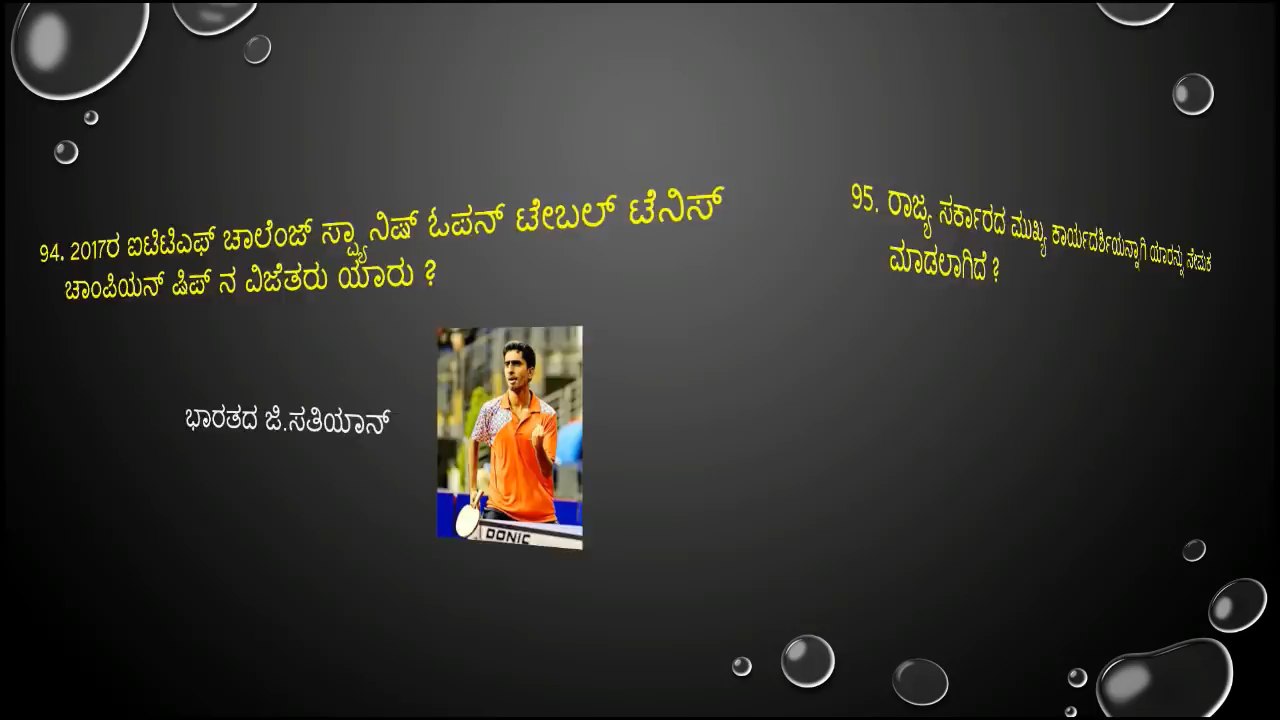 94. 2017ರ ಐಟಿಟಿಎಫ್ ಚಾಲೆಂಜ್ ಸ್ಪ್ಯಾನಿಷ್ ಓಪನ್ ಟೇಬಲ್ ಟೆನಿಸ್
ಚಾಂಪಿಯನ್ ಷಿಪ್ ನ ವಿಜೆತರು ಯಾರು ?
ಭಾರತದ ಜಿ.ಸತಿಯಾನ್
DONIC
95. ರಾಜ್ಯ ಸರ್ಕಾರದ ಮುಖ್ಯ ಕಾರ್ಯದರ್ಶಿಯನ್ನಾಗಿ ಯಾರನ್ನು ನೇಮಕ
ಮಾಡಲಾಗಿದೆ ?